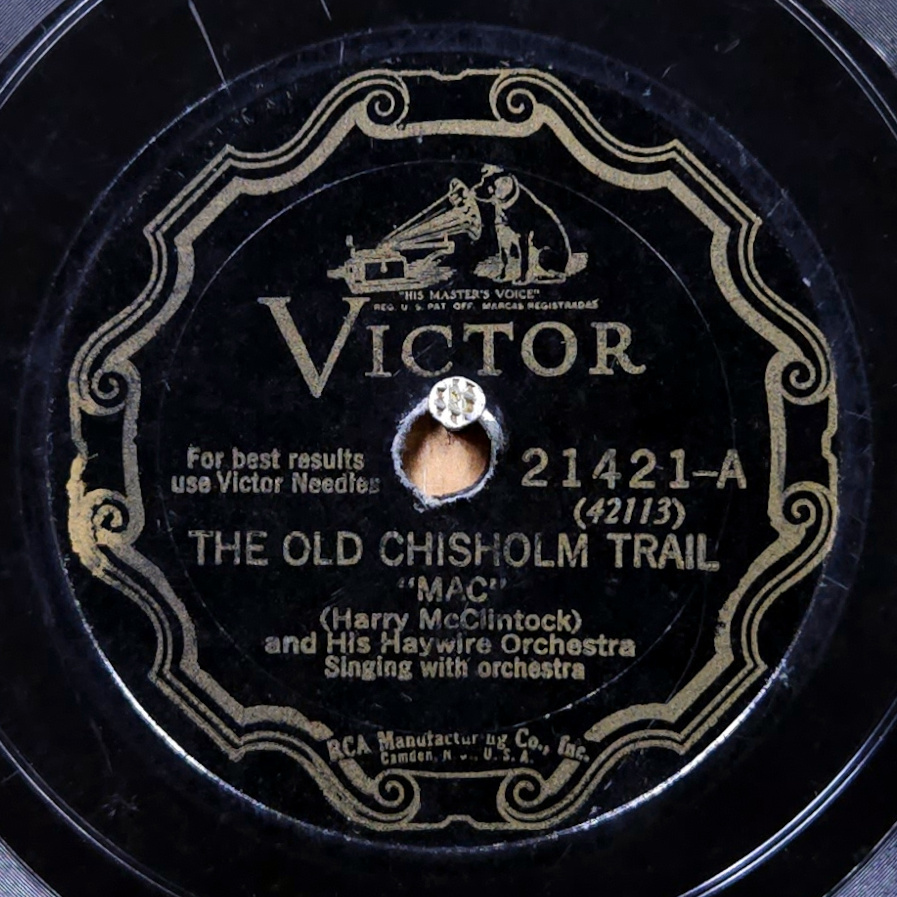 "HIS MASTER'S VOICE"
REG. U. S. PAT. OFF. MARCAS REGISTRADAS
VICTOR
For best results
use Victor Needles
21421-A
(42113)
THE OLD CHISHOLM TRAIL
"MAC"
(Harry McClintock)
and His Haywire Orchestra
Singing with orchestra
RCA Manufacturing Co., Inc.
Camden, N. J., U. S. A.